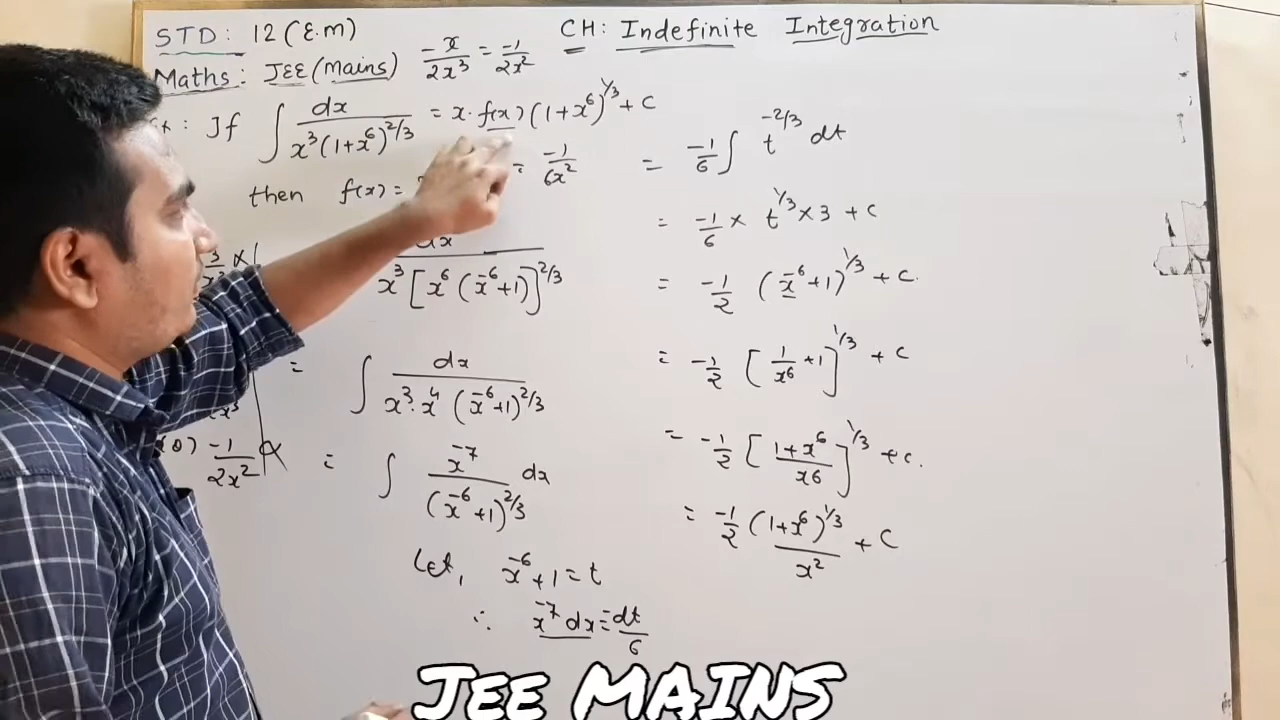 STD: 12 (E.M)
CH: Indefinite Integration
Maths: JEE (Mains) -x/2x³ = -1/2x²
: If ∫ dx/x³(1+x⁶)^2/3 = x·f(x)(1+x⁶)^1/3 + C
then f(x) =
= -1/6x²
dx/x³[x⁶(x⁻⁶+1)]^2/3
= ∫ dx/x³·x⁴(x⁻⁶+1)^2/3
(D) -1/2x²
= ∫ x⁻⁷/(x⁻⁶+1)^2/3 dx
Let, x⁻⁶+1=t
∴ x⁻⁷dx=dt/6
= -1/6 ∫ t^-2/3 dt
= -1/6 × t^1/3 × 3 + C
= -1/2 (x⁻⁶+1)^1/3 + C.
= -1/2 [1/x⁶ +1]^1/3 + C
= -1/2 [1+x⁶/x6]^1/3 + C.
= -1/2 (1+x⁶)^1/3/x² + C
JEE MAINS